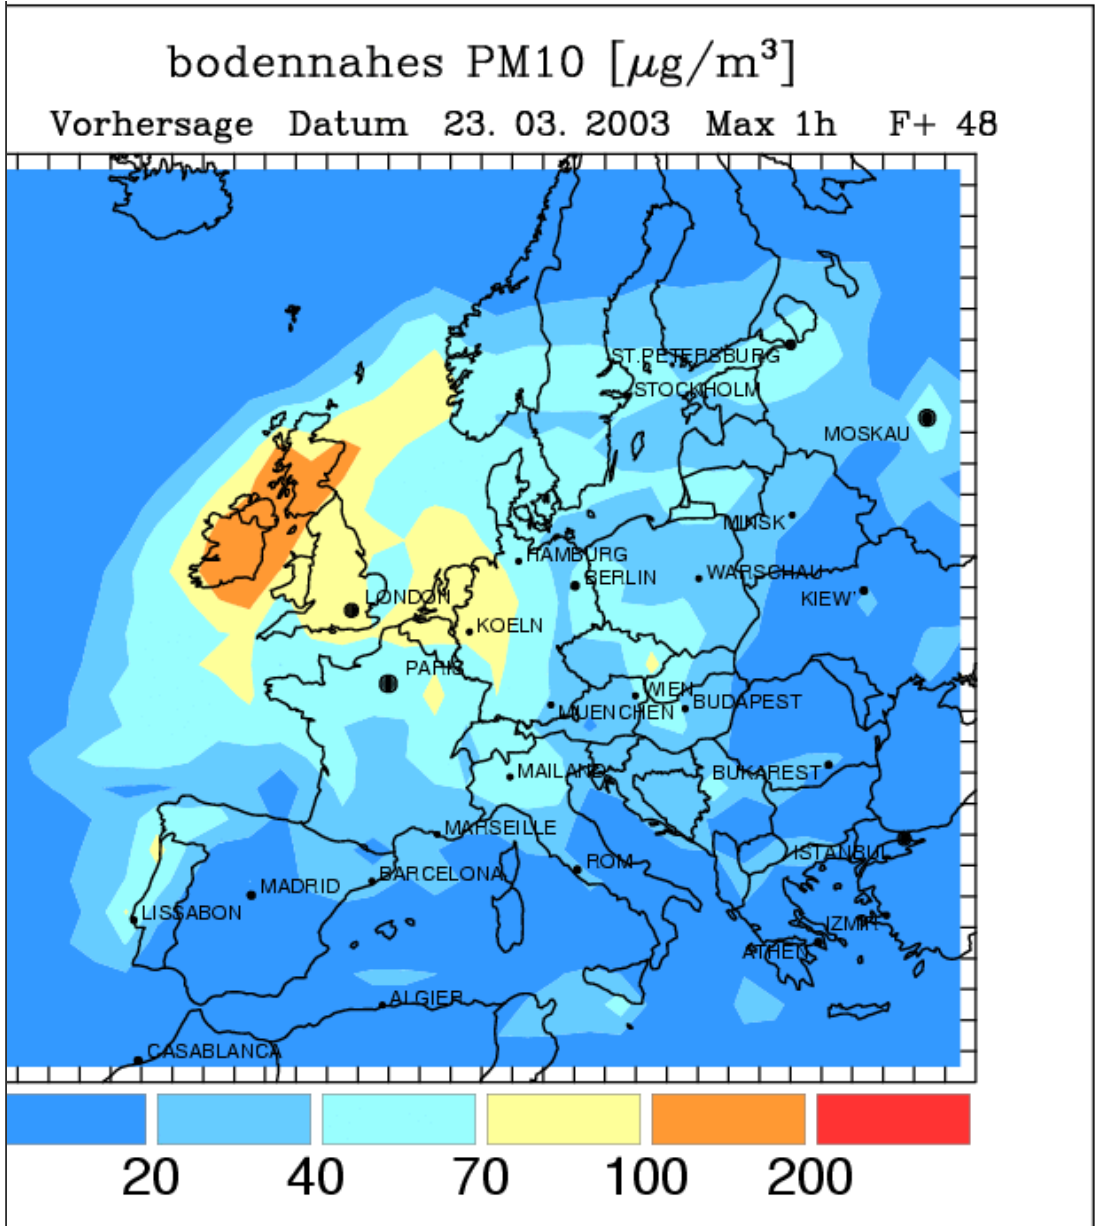 bodennahes PM10 [μg/m³]
Vorhersage Datum 23. 03. 2003 Max 1h F+ 48
ST.PETERSBURG
STOCKHOLM
MOSKAU
MINSK
HAMBURG
BERLIN
WARSCHAU
KIEW
LONDON
KOELN
PARIS
WIEN
BUDAPEST
MUENCHEN
MAILAND
BUKAREST
MARSEILLE
ISTANBUL
ROM
BARCELONA
MADRID
LISSABON
IZMIR
ATHEN
ALGIER
CASABLANCA
20 40 70 100 200